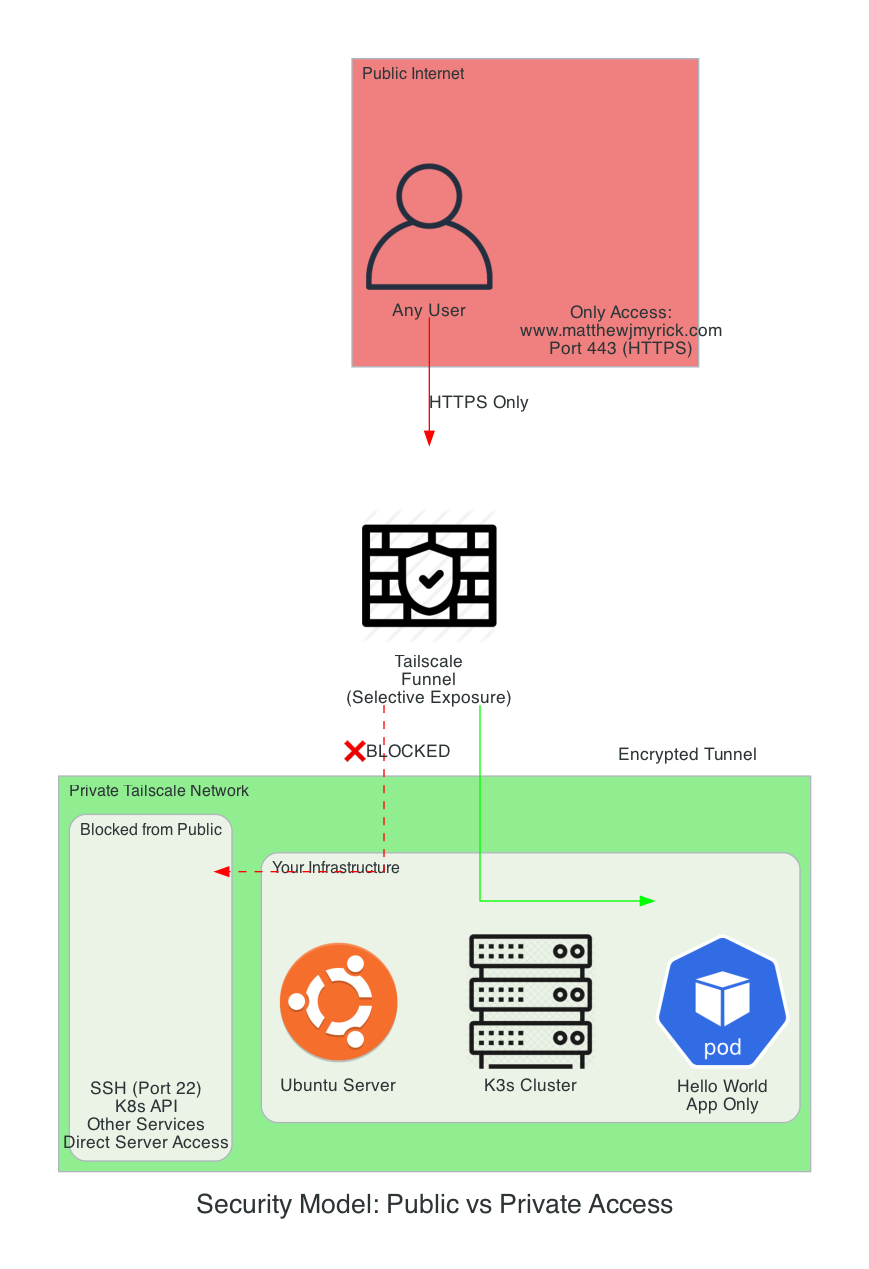 Public Internet
Any User
Only Access:
www.matthewjmyrick.com
Port 443 (HTTPS)
HTTPS Only
Tailscale
Funnel
(Selective Exposure)
❌BLOCKED
Encrypted Tunnel
Private Tailscale Network
Blocked from Public
Your Infrastructure
SSH (Port 22)
K8s API
Other Services
Direct Server Access
Ubuntu Server
K3s Cluster
pod
Hello World
App Only
Security Model: Public vs Private Access